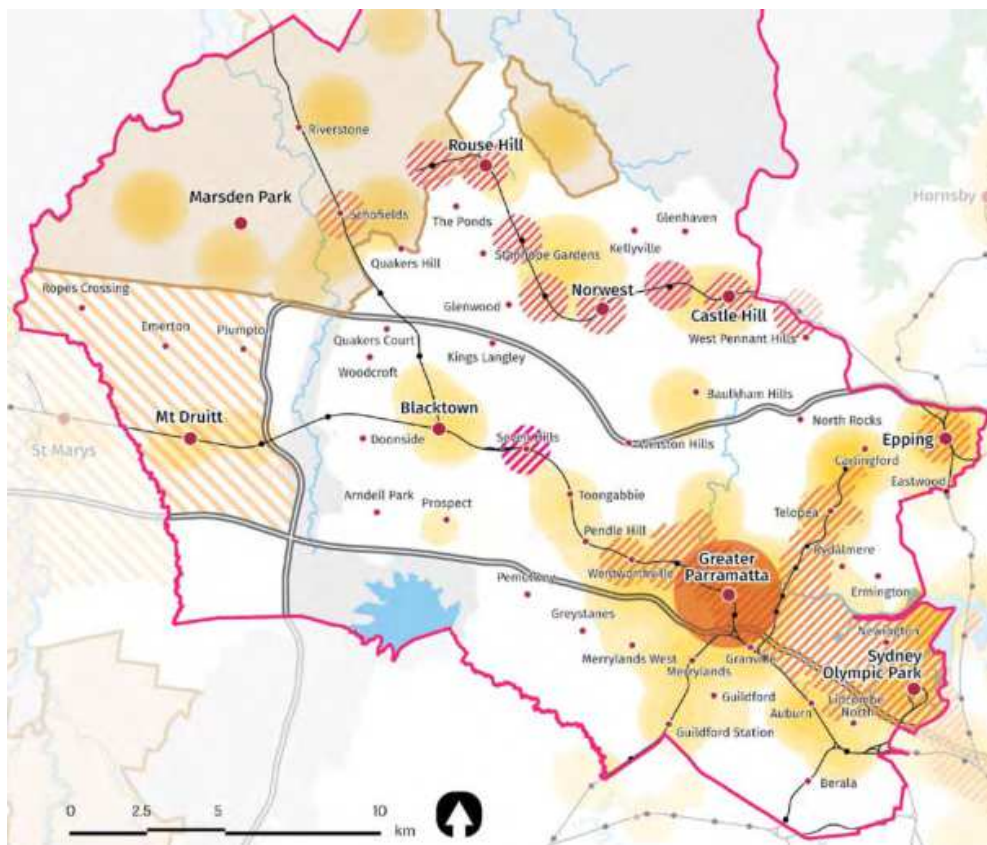 Riverstone
Rouse Hill
Marsden Park
Hornsby
Schofields
The Ponds
Glenhaven
Kellyville
Quakers Hill
Stanhope Gardens
Ropes Crossing
Norwest
Glenwood
Castle Hill
Emerton
Plumpto
Quakers Court
Kings Langley
West Pennant Hills
Woodcroft
Baulkham Hills
Mt Druitt
Blacktown
North Rocks
St Marys
Doonside
Seven Hills
Winston Hills
Epping
Carlingford
Eastwood
Arndell Park
Prospect
Toongabbie
Telopea
Pendle Hill
Rydalmere
Greater
Parramatta
Wentworthville
Pemulwuy
Ermington
Greystanes
Newington
Merrylands West
Merrylands
Granville
Sydney
Olympic Park
Guildford
Auburn
Lidcombe
North
Guildford Station
Berala
0 2.5 5 10
km